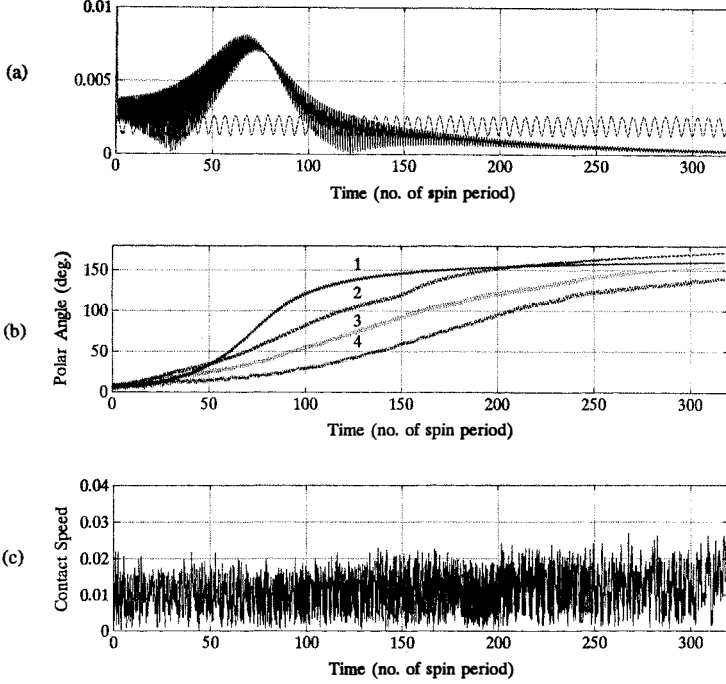 (a)
0.01
0.005
0
0 50 100 150 200 250 300
Time (no. of spin period)
(b)
Polar Angle (deg.)
150
100
50
0
1
2
3
4
0 50 100 150 200 250 300
Time (no. of spin period)
(c)
Contact Speed
0.04
0.03
0.02
0.01
0
0 50 100 150 200 250 300
Time (no. of spin period)